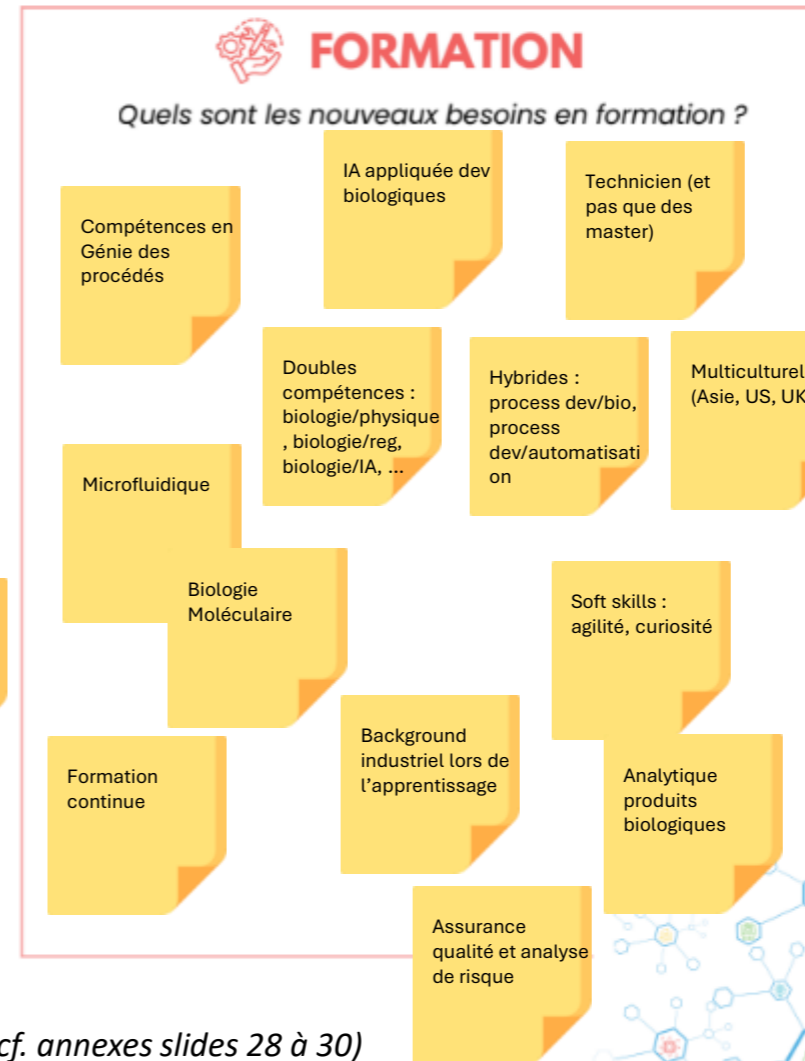 FORMATION
Quels sont les nouveaux besoins en formation ?
IA appliquée dev
biologiques
Technicien (et
pas que des
master)
Compétences en
Génie des
procédés
Doubles
compétences :
biologie/physique
, biologie/reg,
biologie/IA, ...
Hybrides :
process dev/bio,
process
dev/automatisati
on
Multiculturel
(Asie, US, UK
Microfluidique
Biologie
Moléculaire
Soft skills :
agilité, curiosité
Formation
continue
Background
industriel lors de
l’apprentissage
Analytique
produits
biologiques
Assurance
qualité et analyse
de risque
cf. annexes slides 28 à 30)